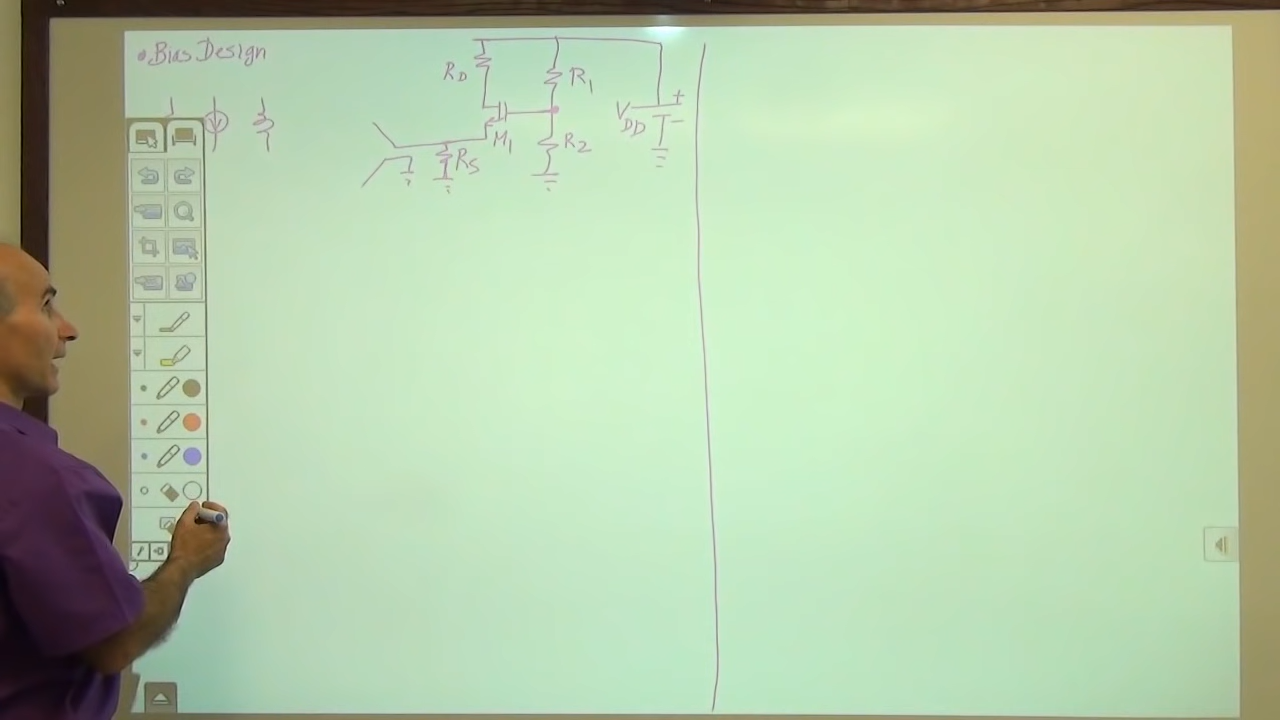 •Bias Design
RD
R1
VDD
+
−
M1
R2
RS